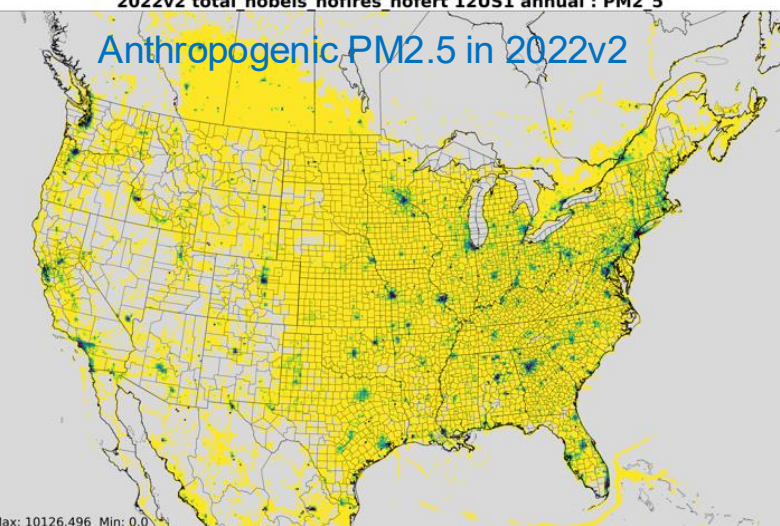 2022v2 total_nobeis_nofires_nofert 12US1 annual : PM2_5
Anthropogenic PM2.5 in 2022v2
Max: 10126.496 Min: 0.0